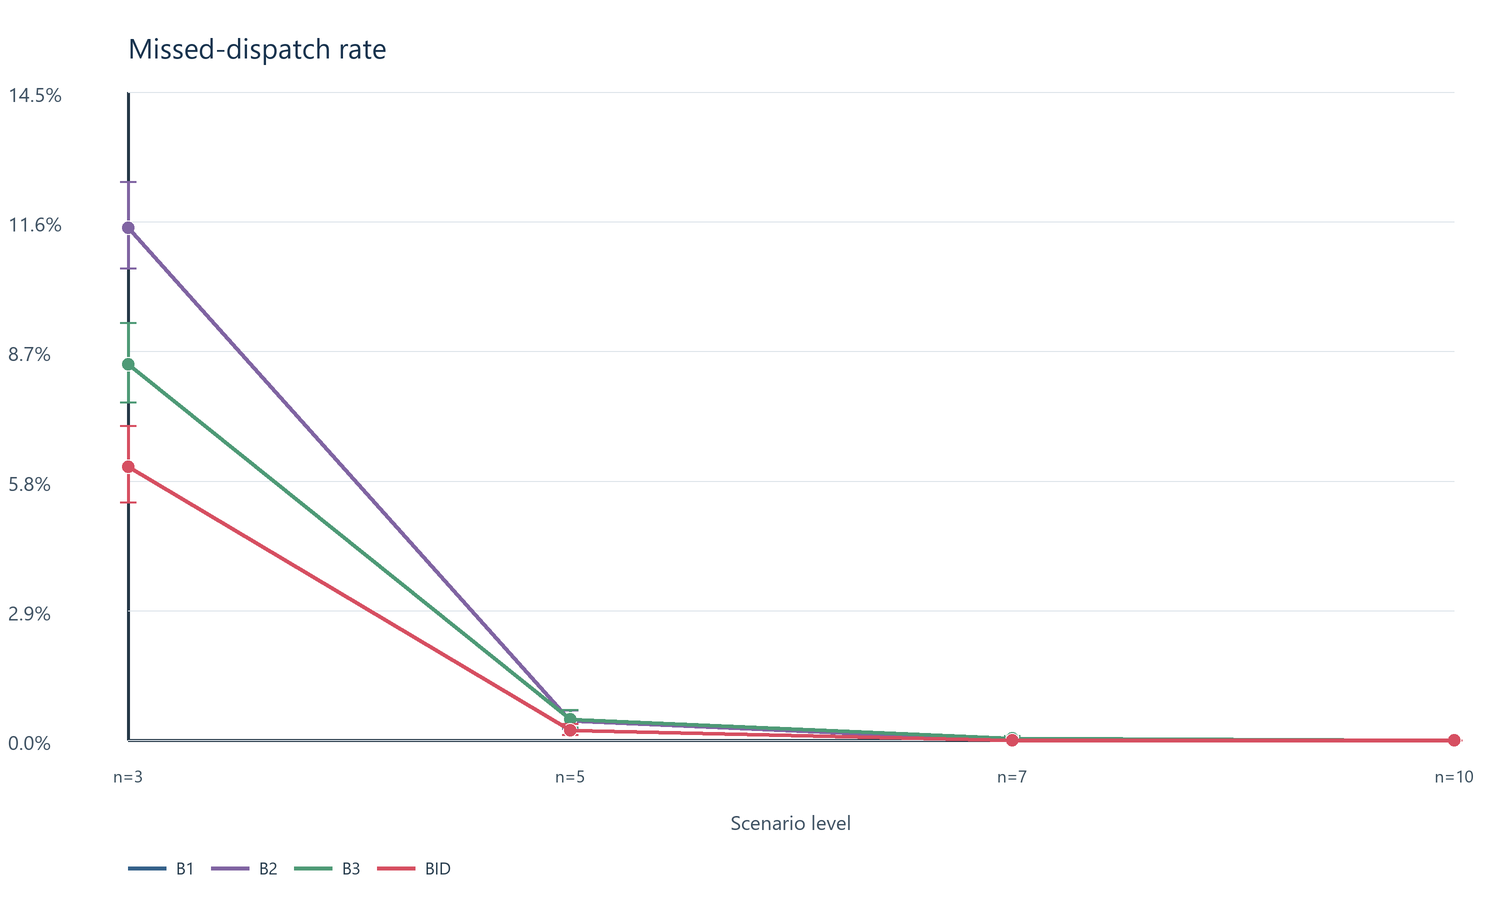 Missed-dispatch rate
14.5%
11.6%
8.7%
5.8%
2.9%
0.0%
n=3 n=5 n=7 n=10
Scenario level
B1 B2 B3 BID